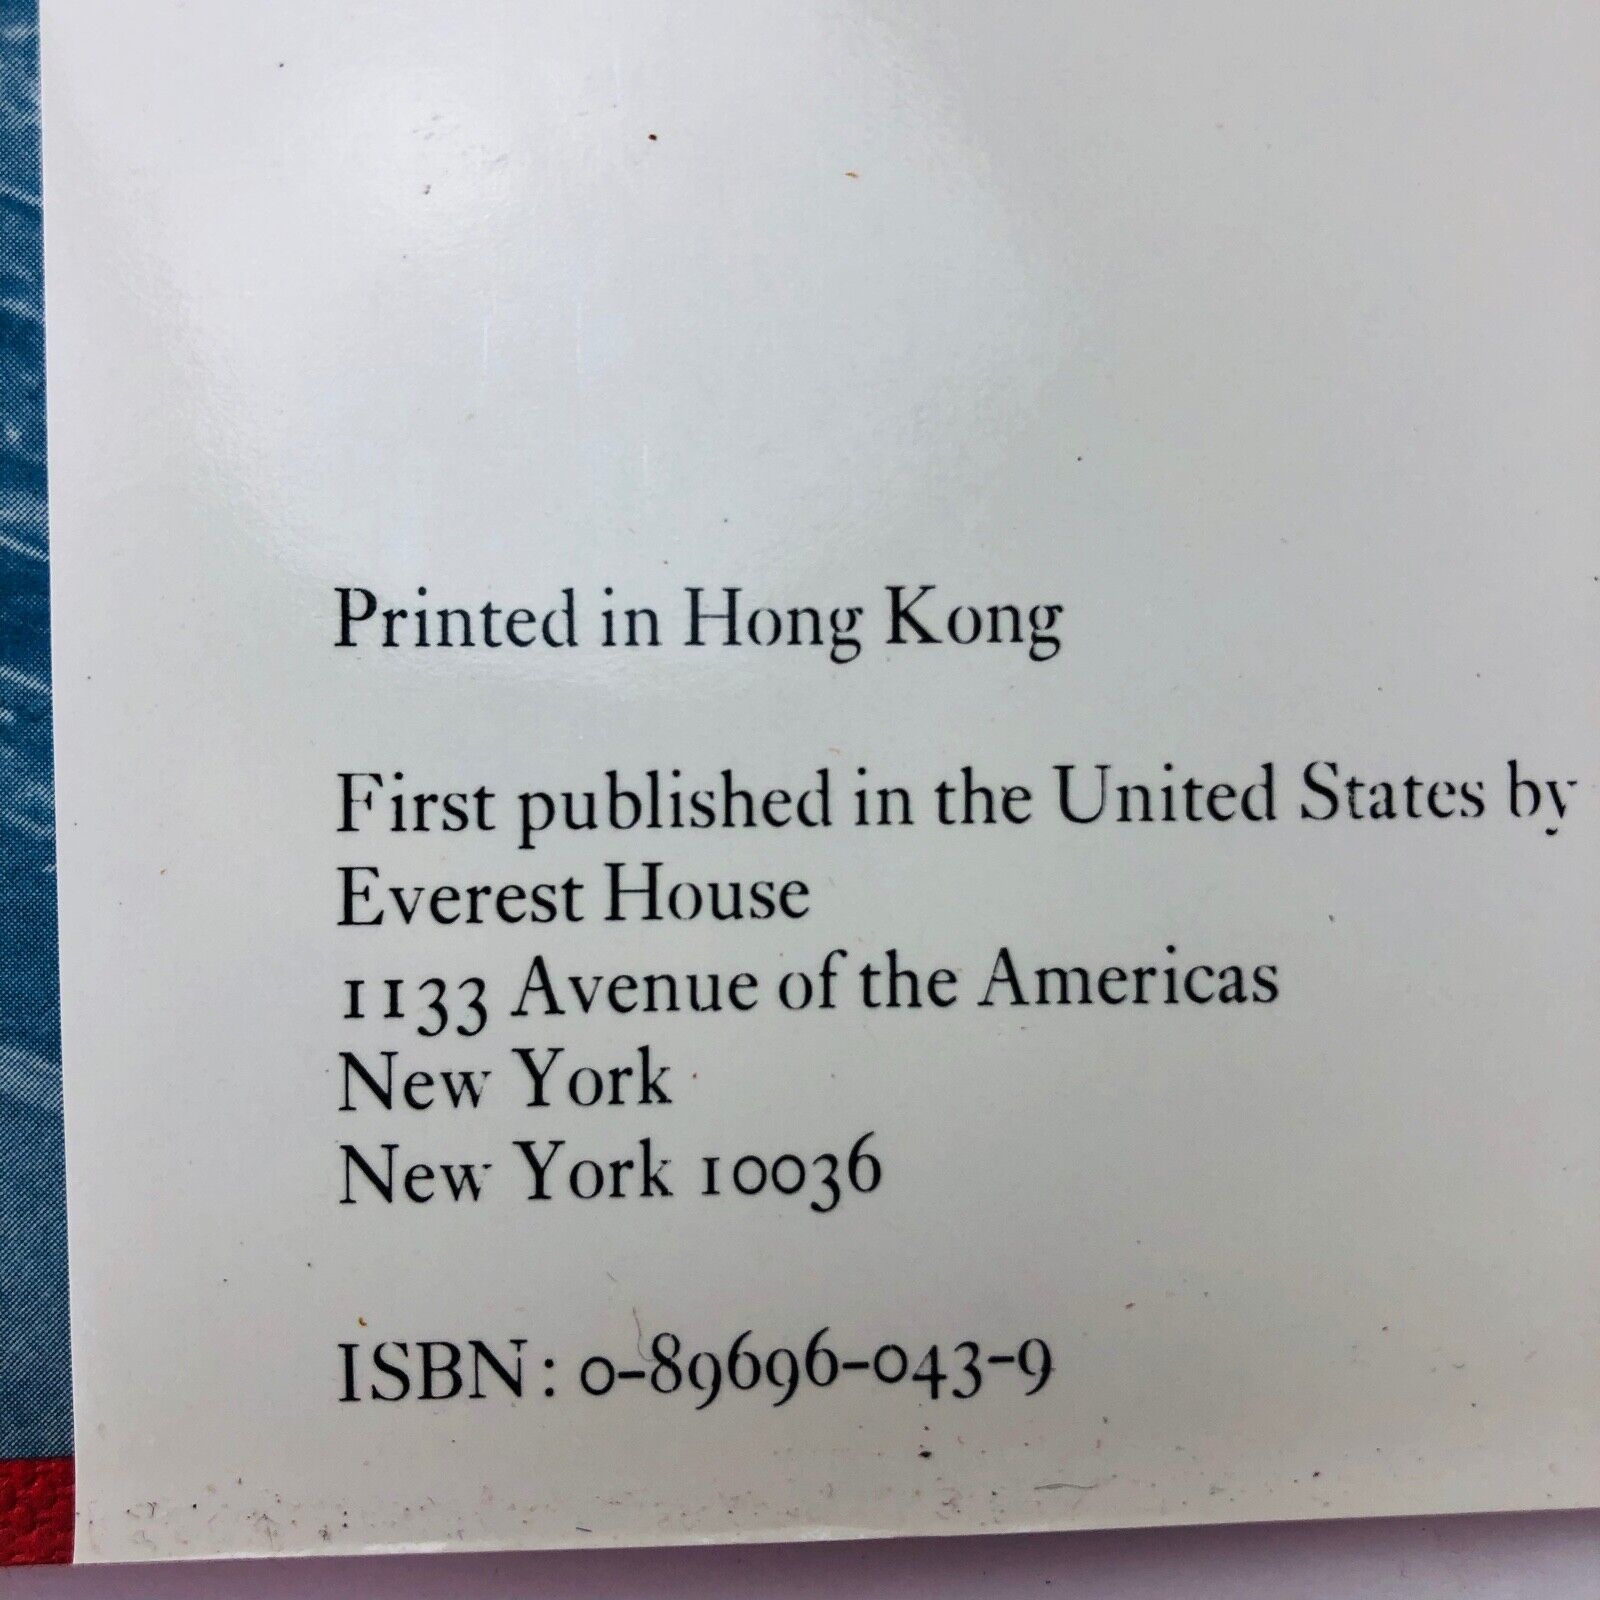 Printed in Hong Kong
First published in the United States by
Everest House
1133 Avenue of the Americas
New York
New York 10036
ISBN: 0-89696-043-9